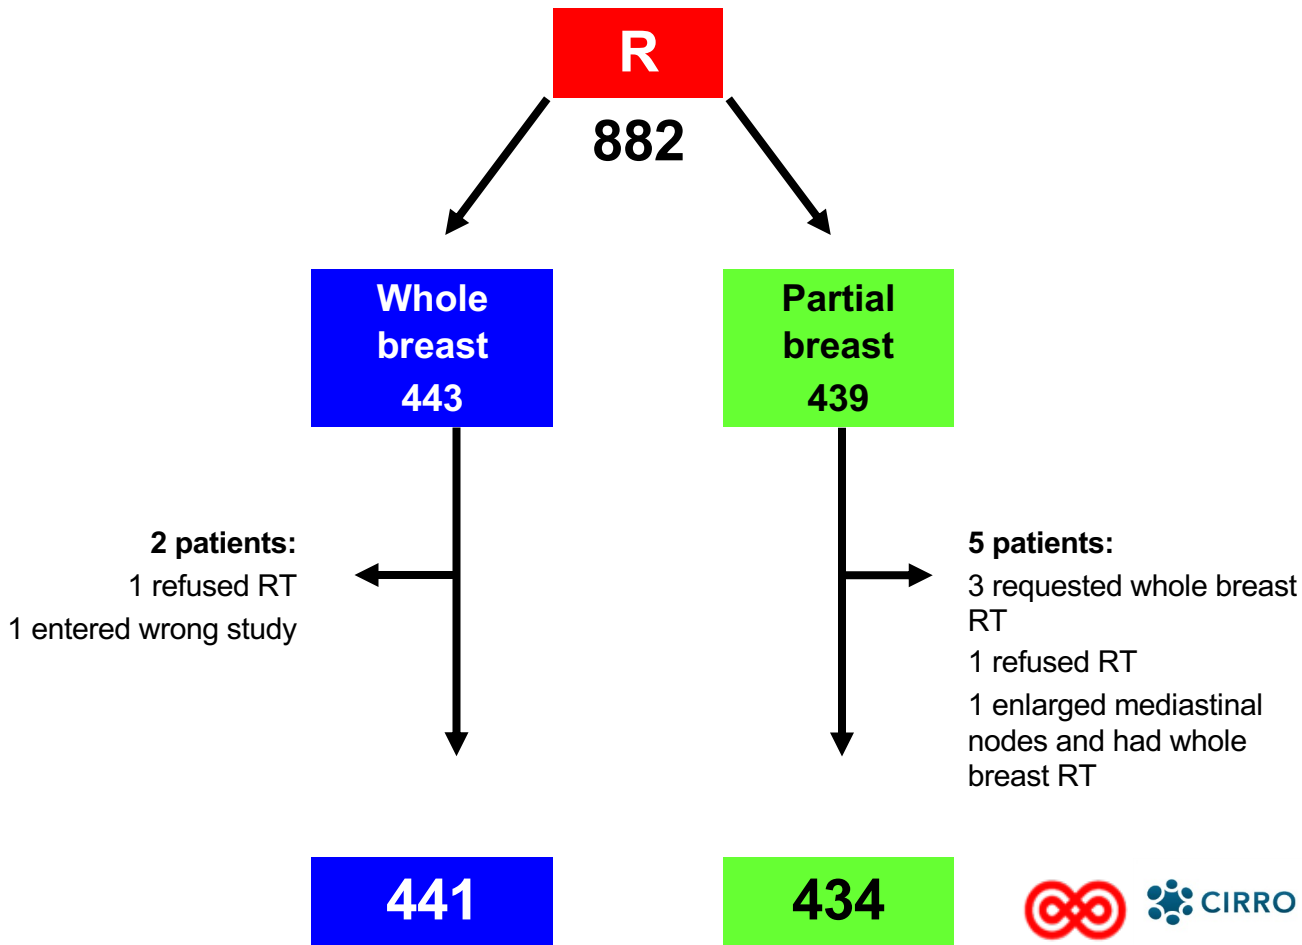 R
882
Whole
breast
443
Partial
breast
439
2 patients:
1 refused RT
1 entered wrong study
5 patients:
3 requested whole breast
RT
1 refused RT
1 enlarged mediastinal
nodes and had whole
breast RT
441
434
CIRRO